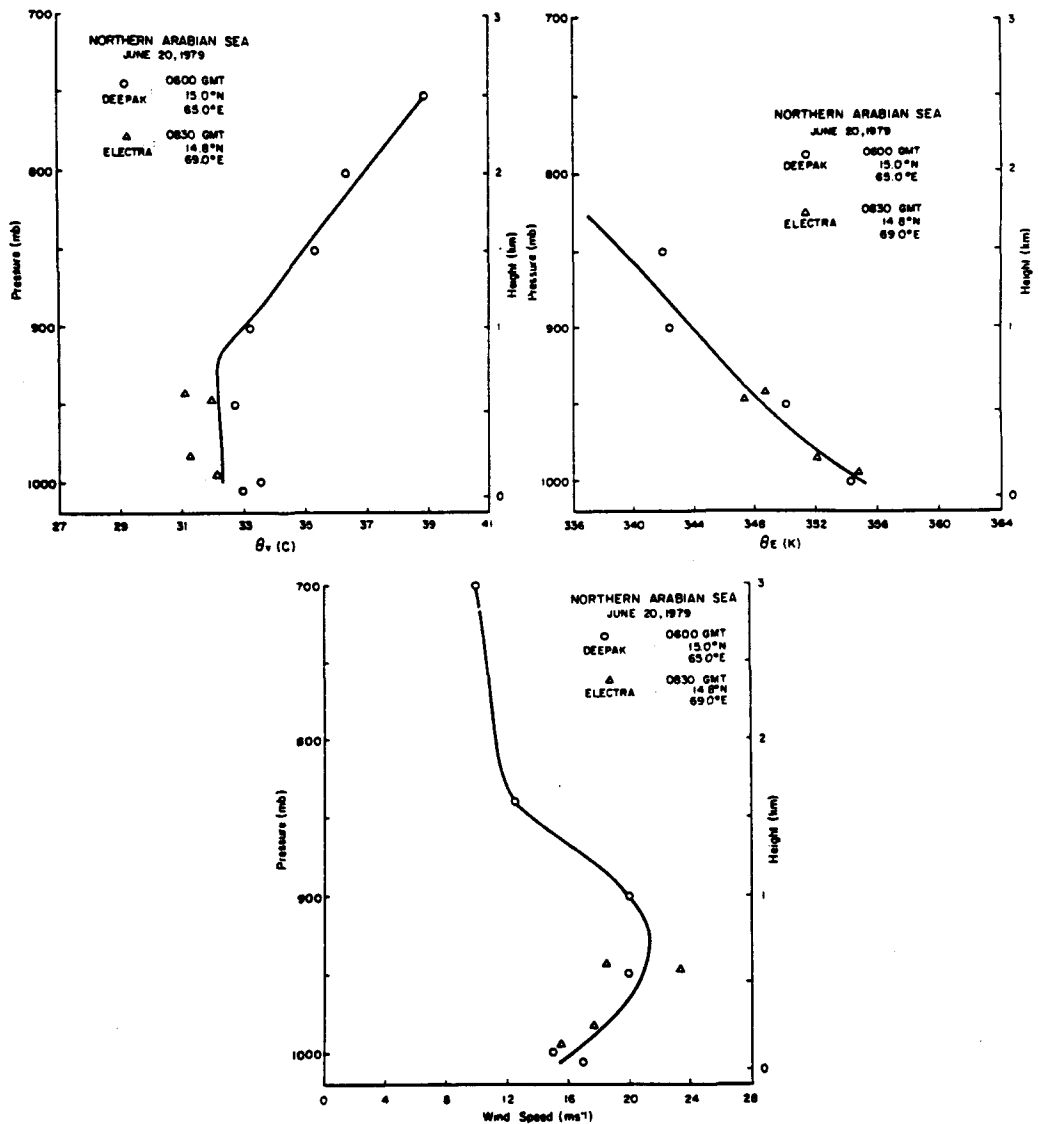 NORTHERN ARABIAN SEA
JUNE 20, 1979
0600 GMT
DEEPAK 15.0°N
65.0°E
0830 GMT
ELECTRA 14.8°N
69.0°E
Pressure (mb)
700
800
900
1000
Height (km)
3
2
1
0
27 29 31 33 35 37 39 41
θv (C)
NORTHERN ARABIAN SEA
JUNE 20, 1979
0600 GMT
DEEPAK 15.0°N
65.0°E
0830 GMT
ELECTRA 14.8°N
69.0°E
Pressure (mb)
700
800
900
1000
Height (km)
3
2
1
0
336 340 344 348 352 356 360 364
θE (K)
NORTHERN ARABIAN SEA
JUNE 20, 1979
0600 GMT
DEEPAK 15.0°N
65.0°E
0830 GMT
ELECTRA 14.8°N
69.0°E
Pressure (mb)
700
800
900
1000
Height (km)
3
2
1
0
0 4 8 12 16 20 24 28
Wind Speed (ms⁻¹)